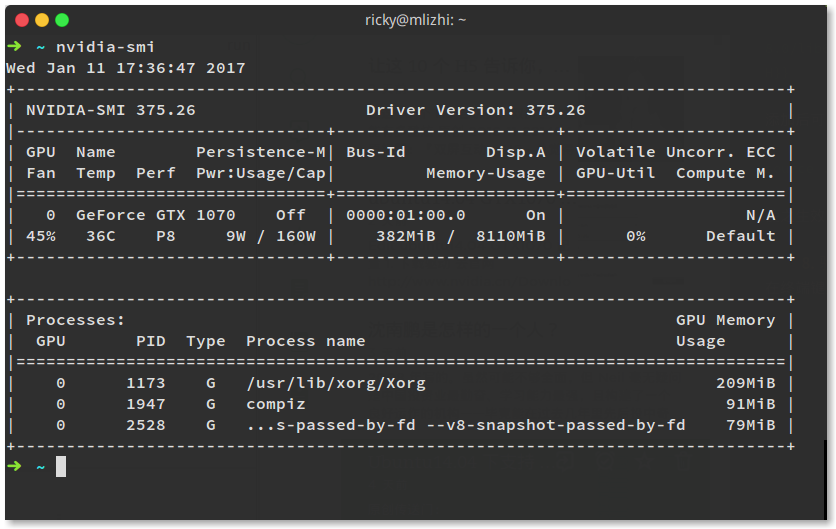 ricky@mlizhi: ~
➜  ~ nvidia-smi
Wed Jan 11 17:36:47 2017
+-----------------------------------------------------------------------------+
| NVIDIA-SMI 375.26                 Driver Version: 375.26                    |
|-------------------------------+----------------------+----------------------+
| GPU  Name        Persistence-M| Bus-Id        Disp.A | Volatile Uncorr. ECC |
| Fan  Temp  Perf  Pwr:Usage/Cap|         Memory-Usage | GPU-Util  Compute M. |
|===============================+======================+======================|
|   0  GeForce GTX 1070    Off  | 0000:01:00.0      On |                  N/A |
| 45%   36C    P8     9W / 160W |    382MiB /  8110MiB |      0%      Default |
+-------------------------------+----------------------+----------------------+
+-----------------------------------------------------------------------------+
| Processes:                                                       GPU Memory |
|  GPU       PID  Type  Process name                               Usage      |
|=============================================================================|
|    0      1173    G   /usr/lib/xorg/Xorg                             209MiB |
|    0      1947    G   compiz                                          91MiB |
|    0      2528    G   ...s-passed-by-fd --v8-snapshot-passed-by-fd    79MiB |
+-----------------------------------------------------------------------------+
➜  ~